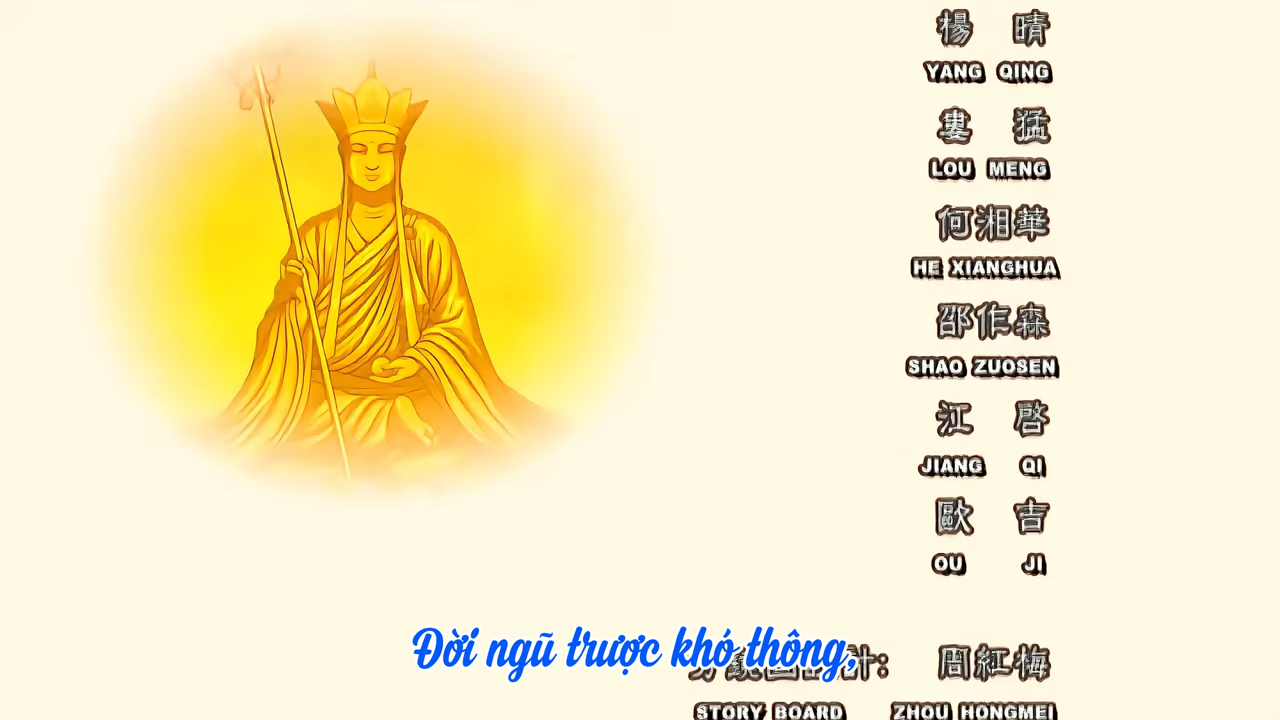 楊 晴
YANG QING
婁 猛
LOU MENG
何湘華
HE XIANGHUA
邵作森
SHAO ZUOSEN
江 啓
JIANG QI
歐 吉
OU JI
Đời ngũ trược khó thông,
計: 周紅梅
STORY BOARD ZHOU HONGMEI